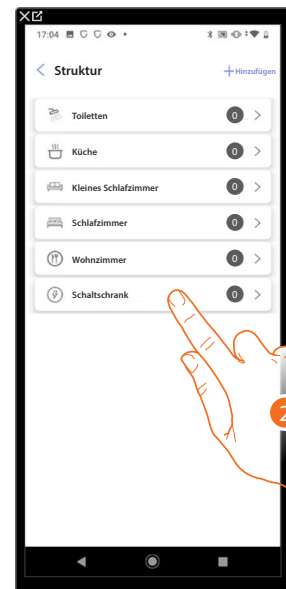 17:04
Struktur
Hinzufügen
Toiletten 0
Küche 0
Kleines Schlafzimmer 0
Schlafzimmer 0
Wohnzimmer 0
Schaltschrank 0
2